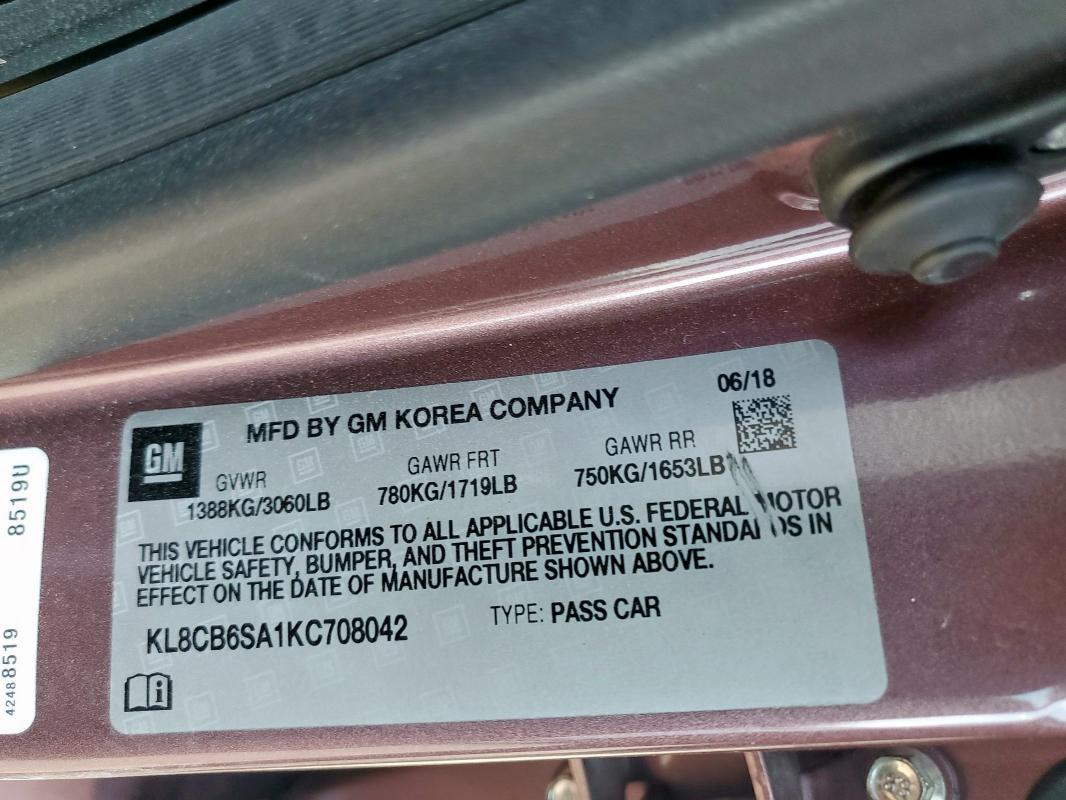 MFD BY GM KOREA COMPANY
06/18
GM
GVWR
GAWR FRT
GAWR RR
1388KG/3060LB
780KG/1719LB
750KG/1653LB
THIS VEHICLE CONFORMS TO ALL APPLICABLE U.S. FEDERAL MOTOR
VEHICLE SAFETY, BUMPER, AND THEFT PREVENTION STANDARDS IN
EFFECT ON THE DATE OF MANUFACTURE SHOWN ABOVE.
KL8CB6SA1KC708042
TYPE: PASS CAR
i
8519U
42488519